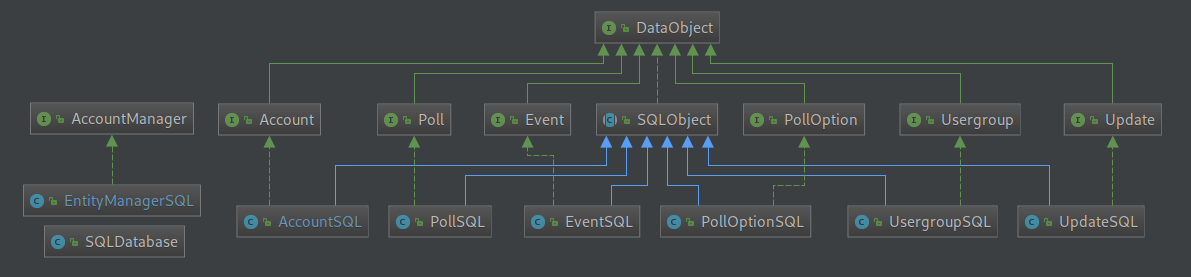 DataObject
AccountManager
Account
Poll
Event
SQLObject
PollOption
Usergroup
Update
EntityManagerSQL
AccountSQL
PollSQL
EventSQL
PollOptionSQL
UsergroupSQL
UpdateSQL
SQLDatabase